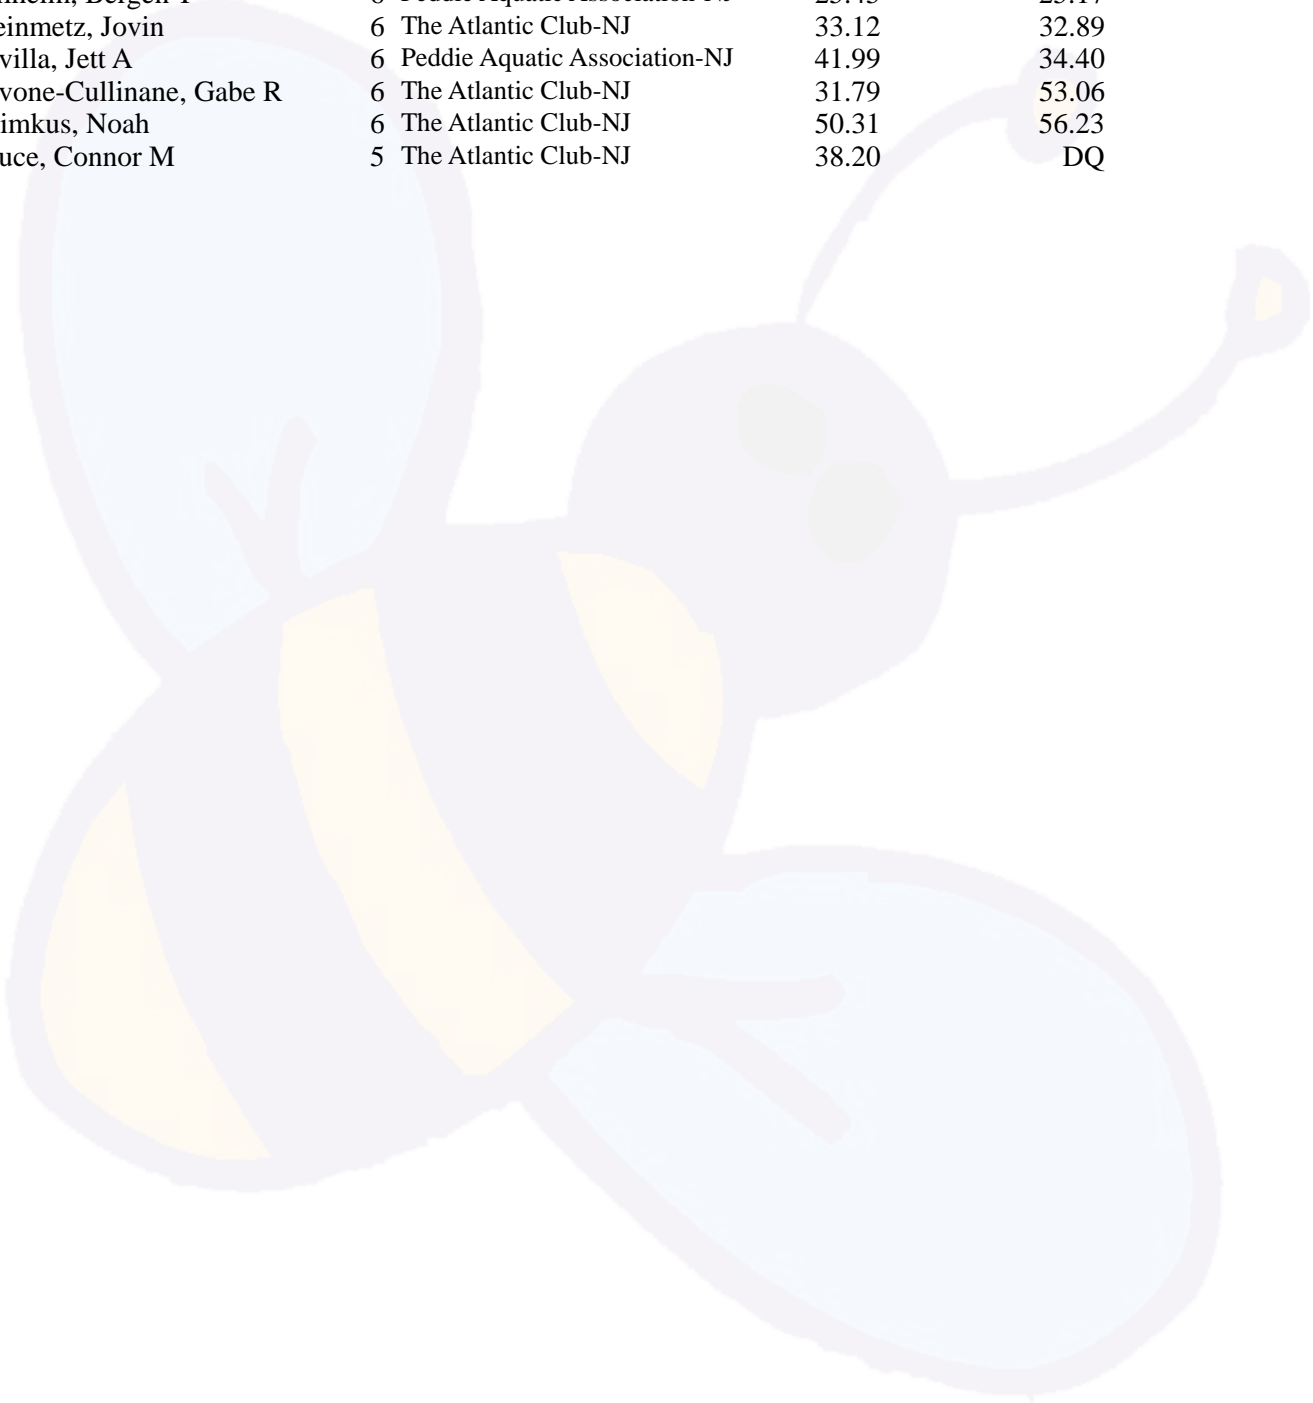 einmetz, Jovin 6 The Atlantic Club-NJ 33.12 32.89
villa, Jett A 6 Peddie Aquatic Association-NJ 41.99 34.40
vone-Cullinane, Gabe R 6 The Atlantic Club-NJ 31.79 53.06
imkus, Noah 6 The Atlantic Club-NJ 50.31 56.23
uce, Connor M 5 The Atlantic Club-NJ 38.20 DQ